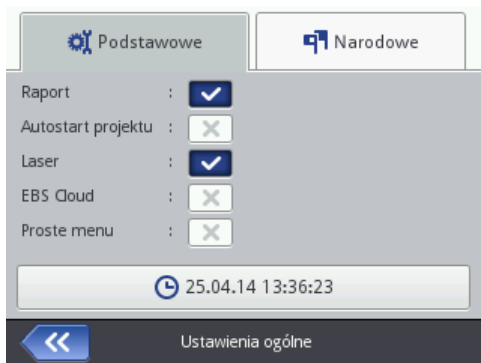 Podstawowe
Narodowe
Raport :
Autostart projektu :
Laser :
EBS Cloud :
Proste menu :
25.04.14 13:36:23
Ustawienia ogólne